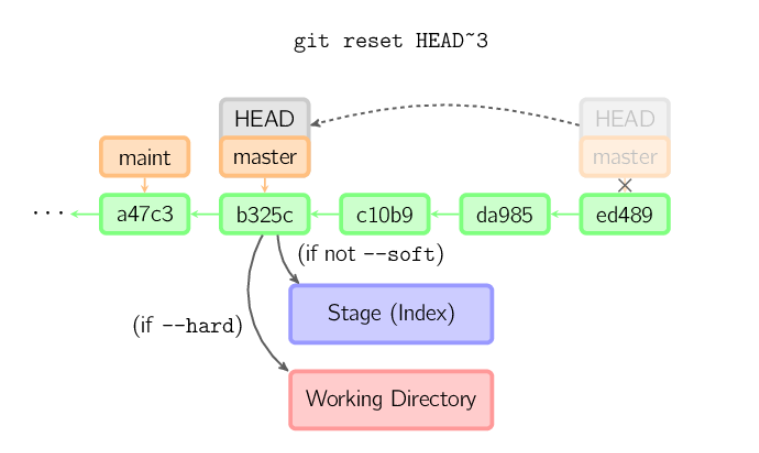 git reset HEAD~3
HEAD
HEAD
maint
master
master
... a47c3 b325c c10b9 da985 ed489
(if not --soft)
Stage (Index)
(if --hard)
Working Directory